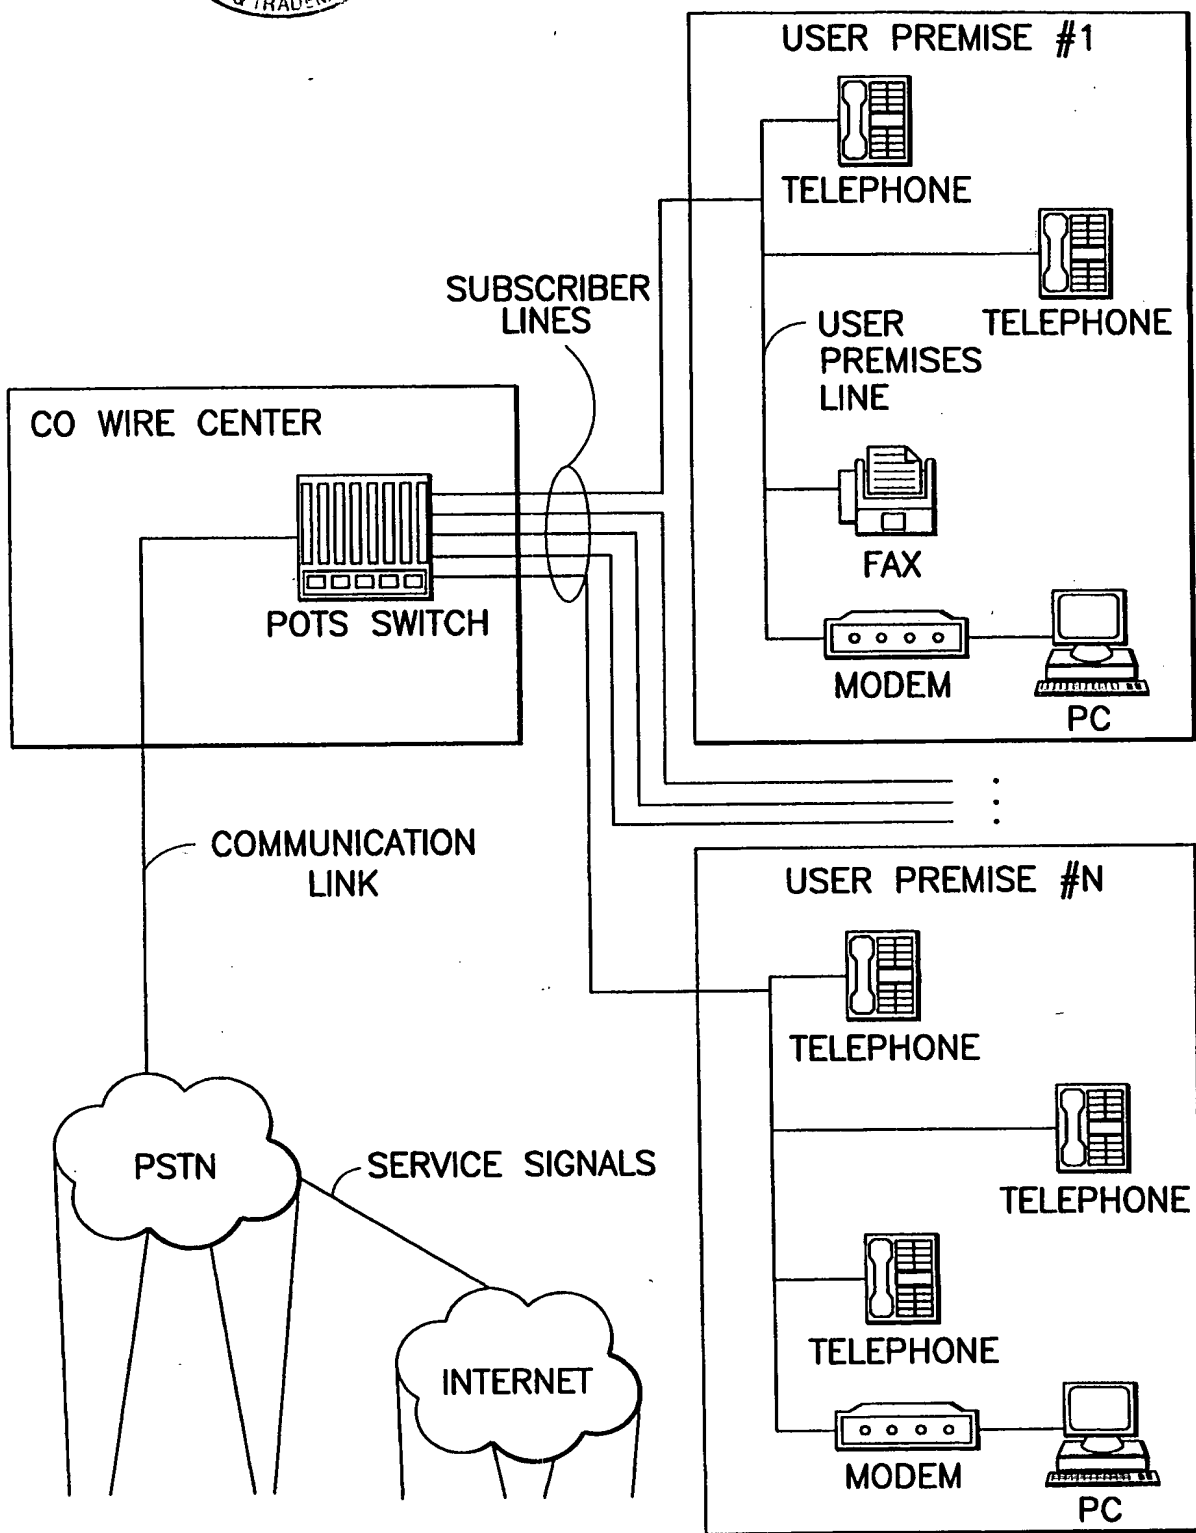 & TRADEM
USER PREMISE #1
TELEPHONE
TELEPHONE
SUBSCRIBER
LINES
USER
PREMISES
LINE
CO WIRE CENTER
POTS SWITCH
FAX
MODEM
PC
COMMUNICATION
LINK
USER PREMISE #N
TELEPHONE
TELEPHONE
PSTN
SERVICE SIGNALS
TELEPHONE
INTERNET
MODEM
PC